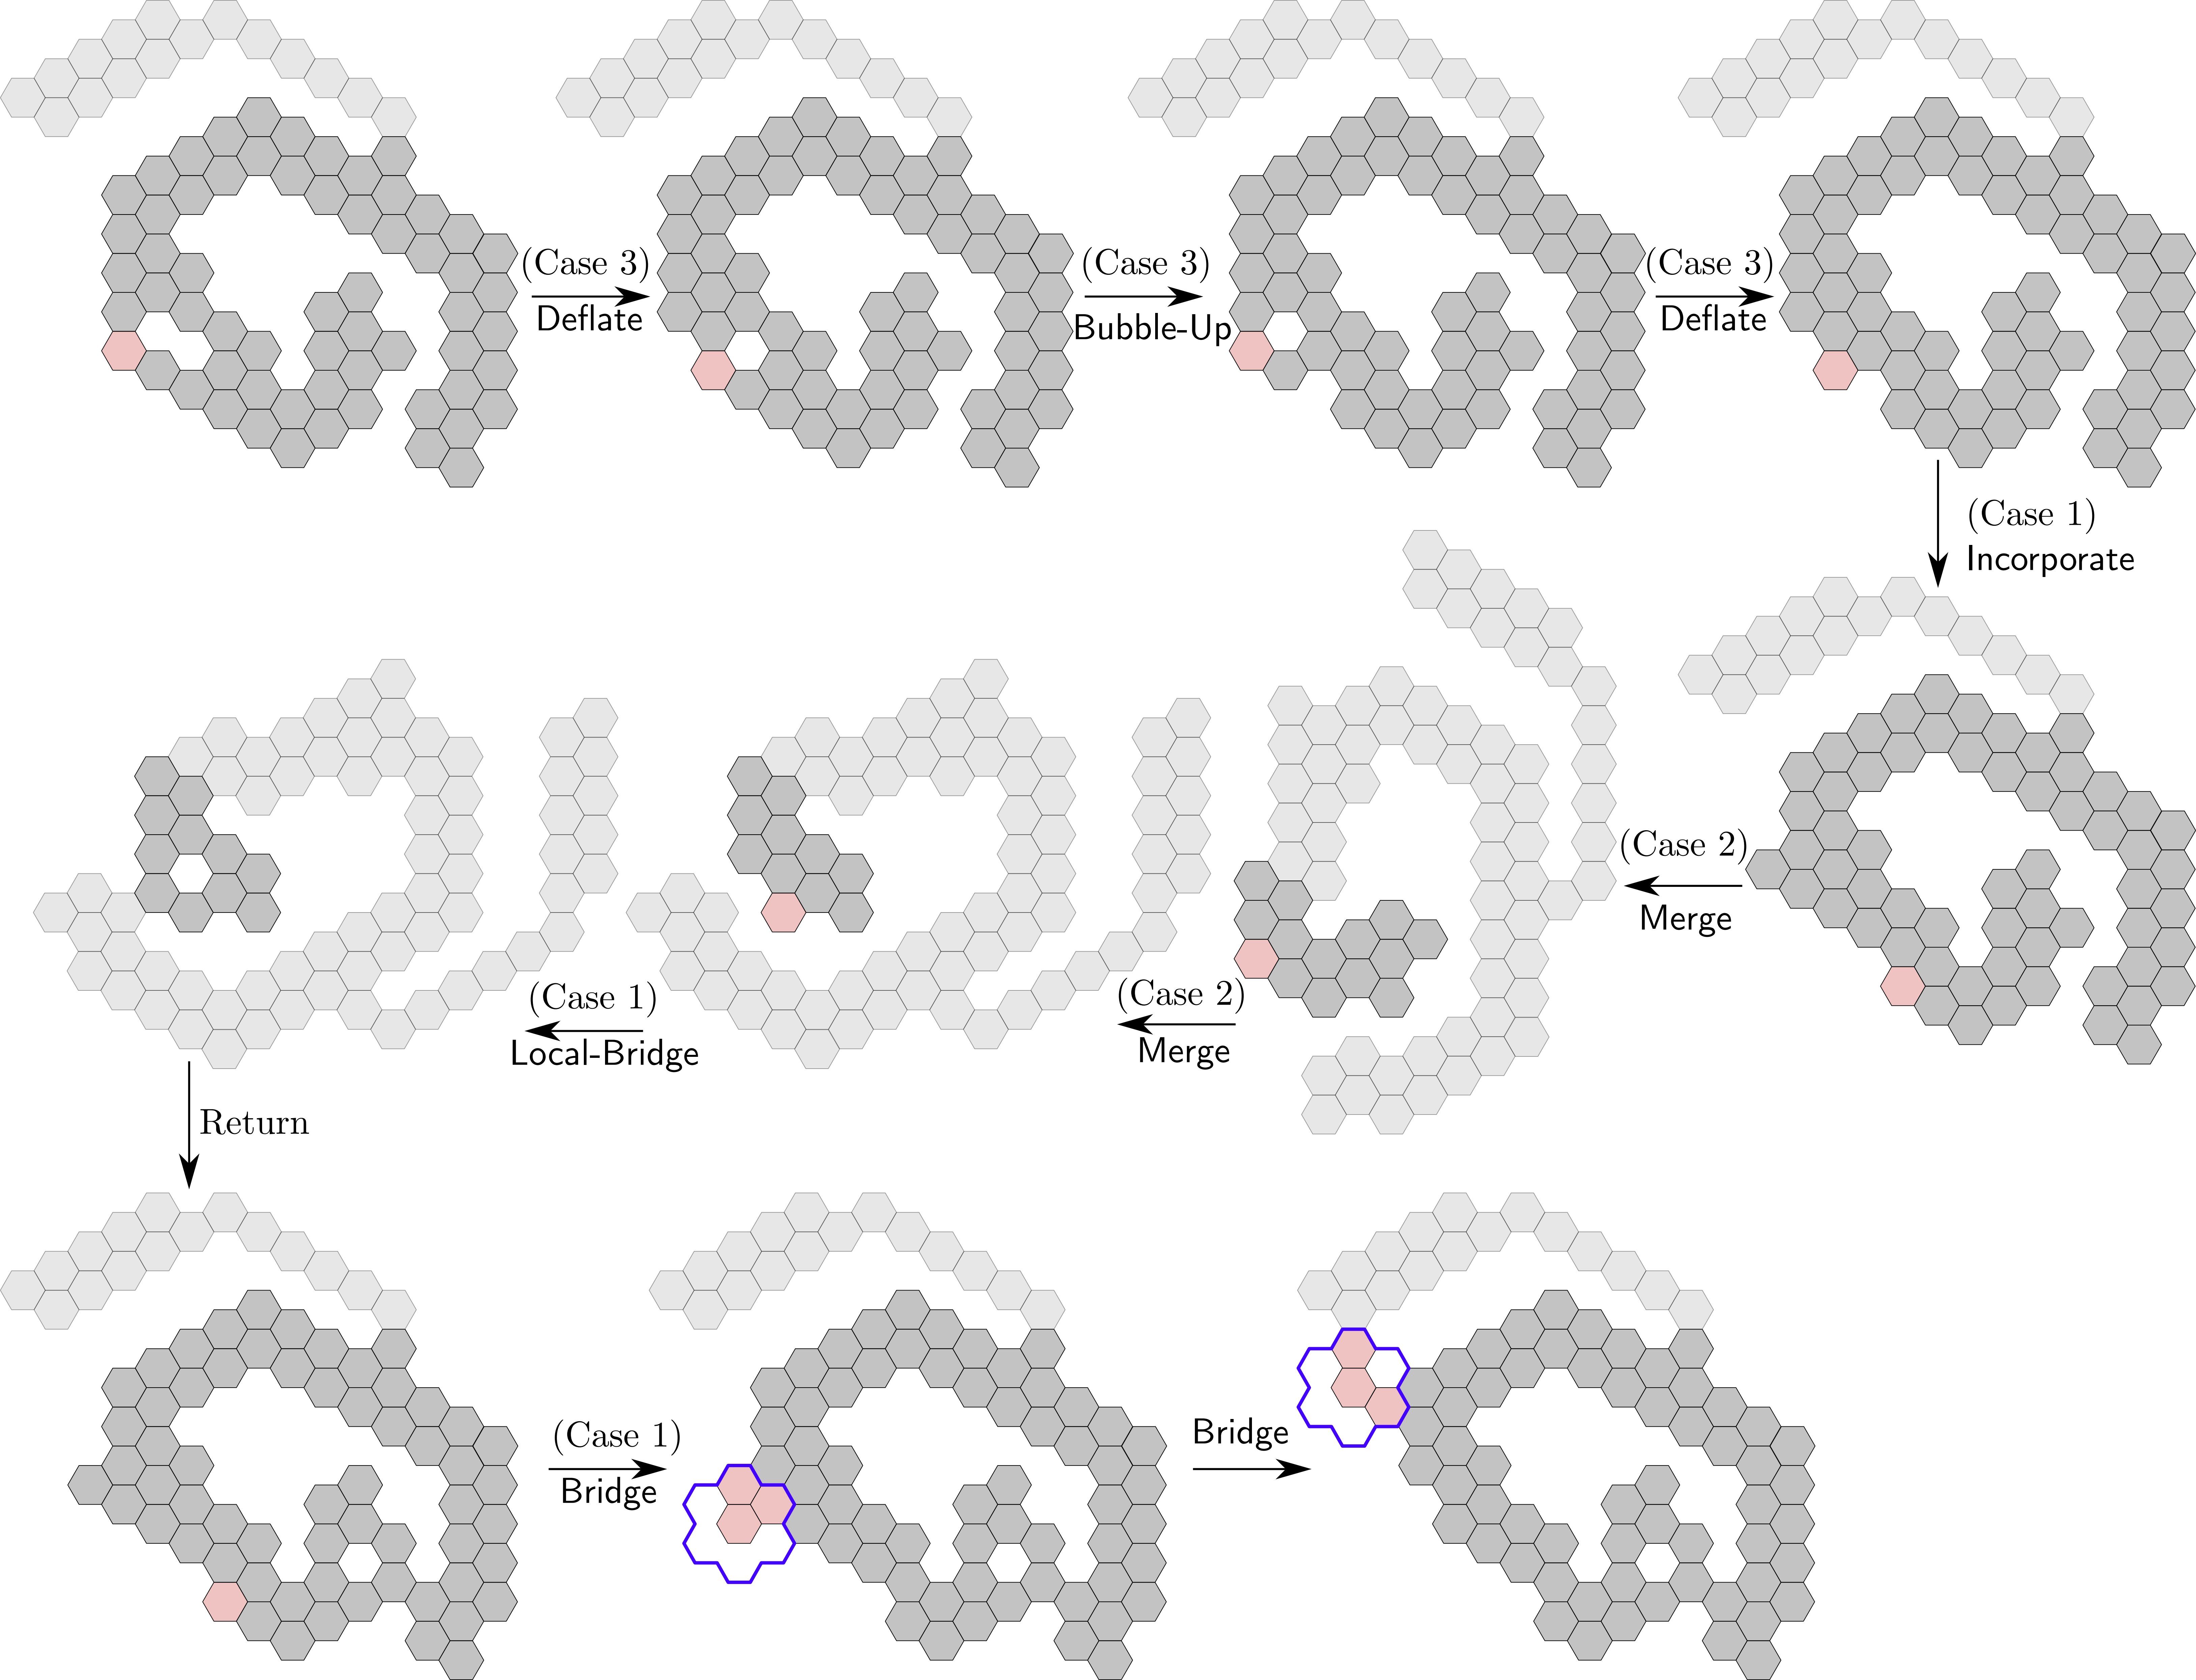 (Case 3)
Deflate
(Case 3)
Bubble-Up
(Case 3)
Deflate
(Case 1)
Incorporate
(Case 2)
Merge
(Case 2)
Merge
(Case 1)
Local-Bridge
Return
(Case 1)
Bridge
Bridge